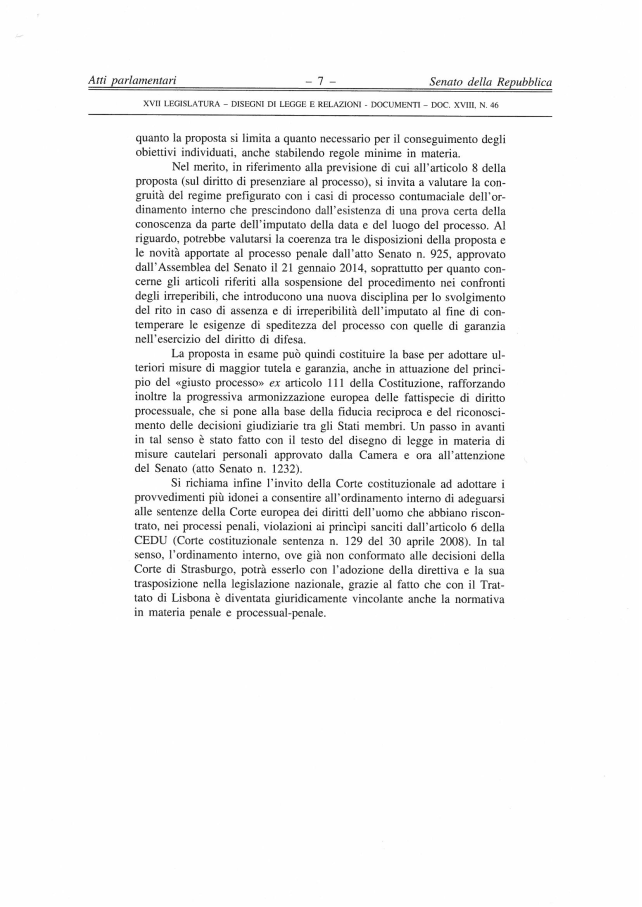 Atti parlamentari – 7 – Senato della Repubblica
XVII LEGISLATURA – DISEGNI DI LEGGE E RELAZIONI - DOCUMENTI – DOC. XVIII, N. 46
quanto la proposta si limita a quanto necessario per il conseguimento degli
obiettivi individuati, anche stabilendo regole minime in materia.
Nel merito, in riferimento alla previsione di cui all'articolo 8 della
proposta (sul diritto di presenziare al processo), si invita a valutare la con-
gruità del regime prefigurato con i casi di processo contumaciale dell'or-
dinamento interno che prescindono dall'esistenza di una prova certa della
conoscenza da parte dell'imputato della data e del luogo del processo. Al
riguardo, potrebbe valutarsi la coerenza tra le disposizioni della proposta e
le novità apportate al processo penale dall'atto Senato n. 925, approvato
dall'Assemblea del Senato il 21 gennaio 2014, soprattutto per quanto con-
cerne gli articoli riferiti alla sospensione del procedimento nei confronti
degli irreperibili, che introducono una nuova disciplina per lo svolgimento
del rito in caso di assenza e di irreperibilità dell'imputato al fine di con-
temperare le esigenze di speditezza del processo con quelle di garanzia
nell'esercizio del diritto di difesa.
La proposta in esame può quindi costituire la base per adottare ul-
teriori misure di maggior tutela e garanzia, anche in attuazione del princi-
pio del «giusto processo» ex articolo 111 della Costituzione, rafforzando
inoltre la progressiva armonizzazione europea delle fattispecie di diritto
processuale, che si pone alla base della fiducia reciproca e del riconosci-
mento delle decisioni giudiziarie tra gli Stati membri. Un passo in avanti
in tal senso è stato fatto con il testo del disegno di legge in materia di
misure cautelari personali approvato dalla Camera e ora all'attenzione
del Senato (atto Senato n. 1232).
Si richiama infine l'invito della Corte costituzionale ad adottare i
provvedimenti più idonei a consentire all'ordinamento interno di adeguarsi
alle sentenze della Corte europea dei diritti dell'uomo che abbiano riscon-
trato, nei processi penali, violazioni ai princìpi sanciti dall'articolo 6 della
CEDU (Corte costituzionale sentenza n. 129 del 30 aprile 2008). In tal
senso, l'ordinamento interno, ove già non conformato alle decisioni della
Corte di Strasburgo, potrà esserlo con l'adozione della direttiva e la sua
trasposizione nella legislazione nazionale, grazie al fatto che con il Trat-
tato di Lisbona è diventata giuridicamente vincolante anche la normativa
in materia penale e processual-penale.